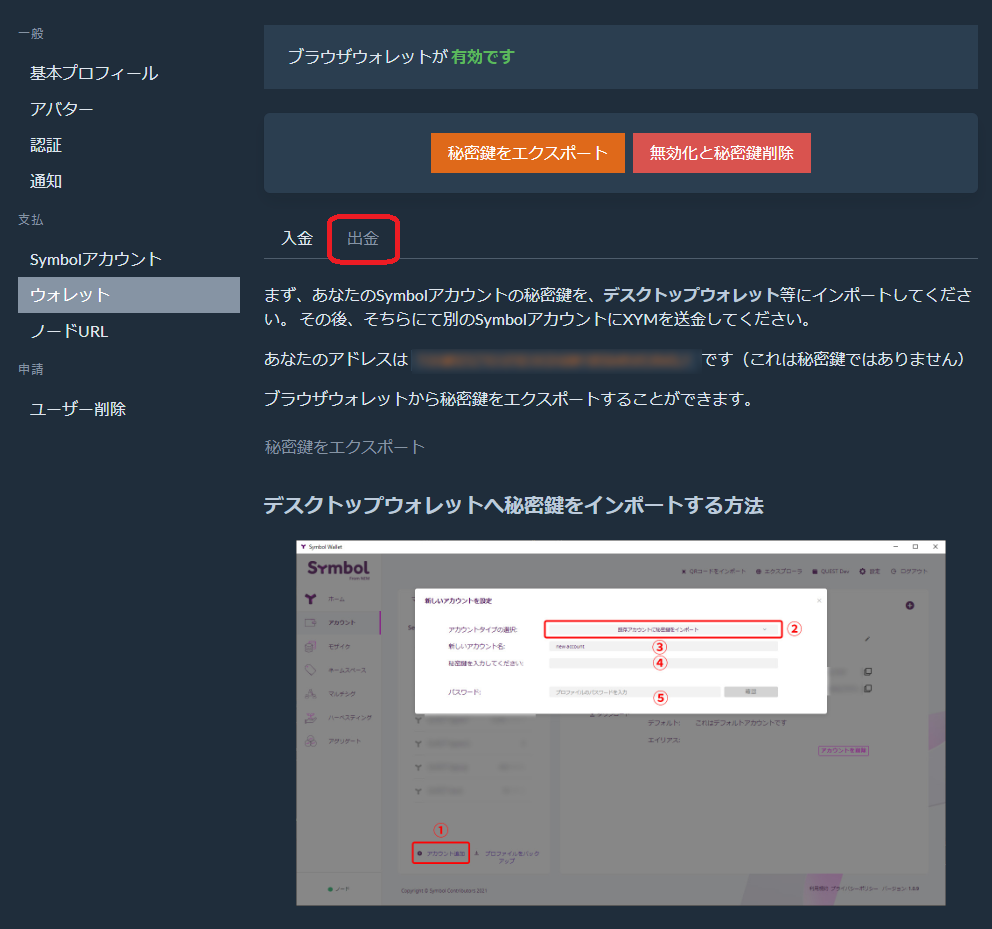 一般
基本プロフィール
アバター
認証
通知
支払
Symbolアカウント
ウォレット
ノードURL
申請
ユーザー削除
ブラウザウォレットが有効です
秘密鍵をエクスポート
無効化と秘密鍵削除
入金
出金
まず、あなたのSymbolアカウントの秘密鍵を、デスクトップウォレット等にインポートしてくださ
い。その後、そちらにて別のSymbolアカウントにXYMを送金してください。
あなたのアドレスは
です（これは秘密鍵ではありません）
ブラウザウォレットから秘密鍵をエクスポートすることができます。
秘密鍵をエクスポート
デスクトップウォレットへ秘密鍵をインポートする方法
Symbol Wallet
Symbol
from NEM
QRコードをインポート
エクスプローラ
QUEST Dev
設定
ログアウト
ホーム
アカウント
モザイク
ネームスペース
マルチシグ
ハーベスティング
アグリゲート
新しいアカウントを設定
アカウントタイプの選択:
既存アカウントに秘密鍵をインポート
②
新しいアカウント名:
new account
③
秘密鍵を入力してください:
④
パスワード:
プロファイルのパスワードを入力
⑤
確認
デフォルト:
これはデフォルトアカウントです
エイリアス:
①
アカウント追加
プロファイルをバック
アップ
ノード
Copyright © Symbol Contributors 2021
利用規約 プライバシーポリシー バージョン 1.0.0